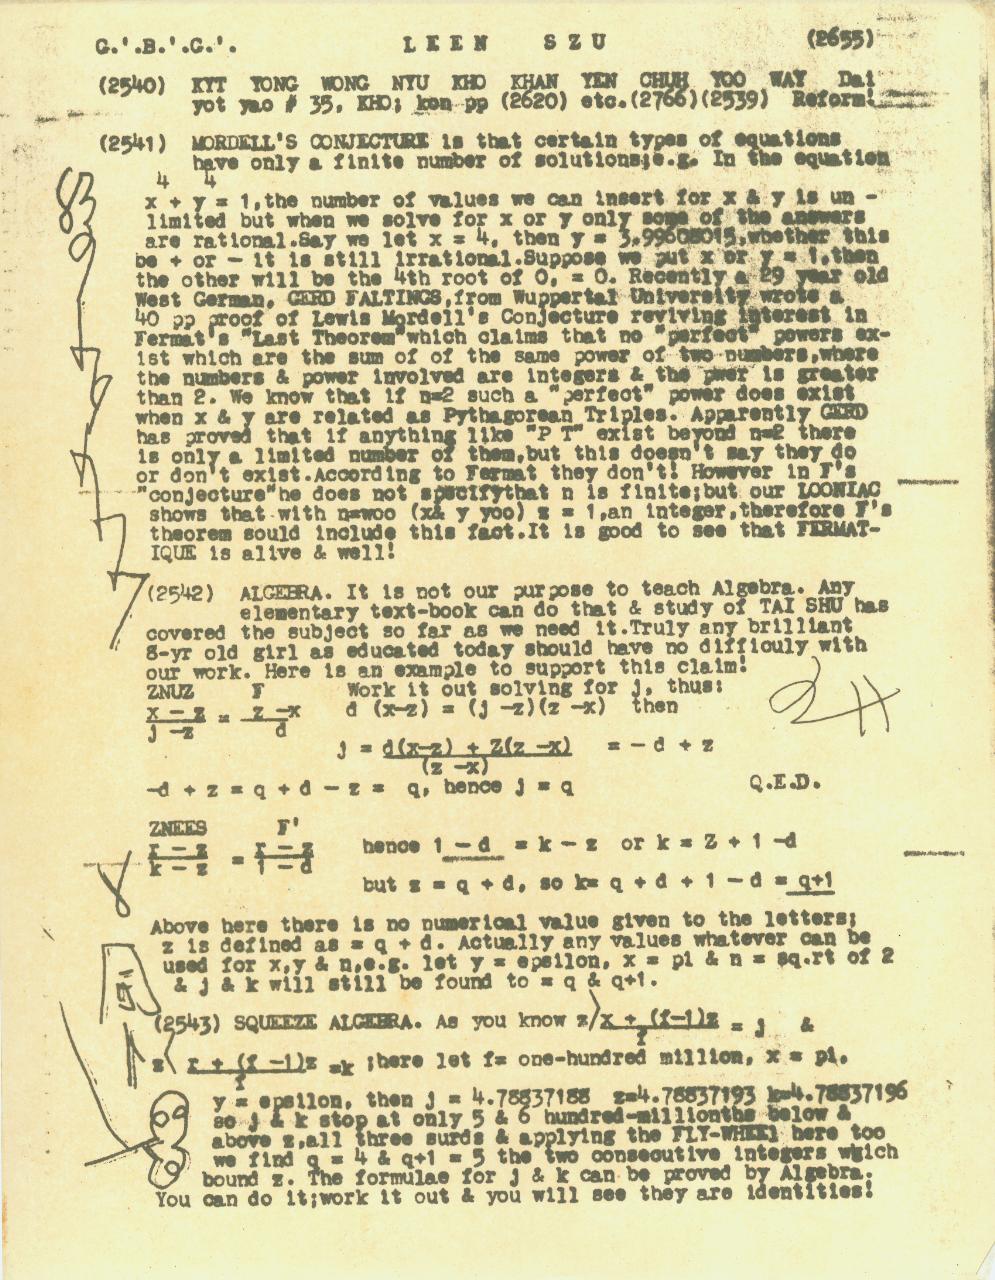 G.'.B.'.G.'. LEEN SZU (2655)
(2540) KYT YONG WONG NYU KHO KHAN YEN CHUH YOO WAY Dai
yot yao # 35, KHO; kon pp (2620) etc.(2766)(2539) Reform!
(2541) MORDELL'S CONJECTURE is that certain types of equations
have only a finite number of solutions;e.g. In the equation
4 4
x + y = 1,the number of values we can insert for x & y is un -
limited but when we solve for x or y only some of the answers
are rational.Say we let x = 4, then y = 3.99608015,whether this
be + or - it is still irrational.Suppose we put x or y = 1,then
the other will be the 4th root of 0, = 0. Recently a 29 year old
West German, GERD FALTINGS,from Wuppertal University wrote a
40 pp proof of Lewis Mordell's Conjecture reviving interest in
Fermat's "Last Theorem"which claims that no "perfect" powers ex-
ist which are the sum of of the same power of two numbers,where
the numbers & power involved are integers & the pwer is greater
than 2. We know that if n=2 such a "perfect" power does exist
when x & y are related as Pythagorean Triples. Apparently GERD
has proved that if anything like "P T" exist beyond n=2 there
is only a limited number of them,but this doesn't say they do
or don't exist.According to Fermat they don't! However in F's
"conjecture"he does not specifythat n is finite;but our LOONIAC
shows that with n=woo (x& y yoo) z = 1,an integer,therefore F's
theorem sould include this fact.It is good to see that FERMAT-
IQUE is alive & well!
(2542) ALGEBRA. It is not our purpose to teach Algebra. Any
elementary text-book can do that & study of TAI SHU has
covered the subject so far as we need it.Truly any brilliant
8-yr old girl as educated today should have no difficuly with
our work. Here is an example to support this claim!
ZNUZ F Work it out solving for j, thus:
x - z = z -x d (x-z) = (j -z)(z -x) then
j -z d
j = d(x-z) + Z(z -x) = - d + z
(z -x)
-d + z = q + d - z = q, hence j = q Q.E.D.
ZNEES F'
r - z = r - z hence 1 - d = k - z or k = Z + 1 -d
k - z 1 - d
but z = q + d, so k= q + d + 1 - d = q+1
Above here there is no numerical value given to the letters;
z is defined as = q + d. Actually any values whatever can be
used for x,y & n,e.g. let y = epsilon, x = pi & n = sq.rt of 2
& j & k will still be found to = q & q+1.
(2543) SQUEEZE ALGEBRA. As you know z > x + (f-1)z = j &
f
z < r + (f -1)z =k ;here let f= one-hundred million, x = pi,
f
y = epsilon, then j = 4.78837188 z=4.78837193 k=4.78837196
so j & k stop at only 5 & 6 hundred-millionths below &
above z,all three surds & applying the FLY-WHEEl here too
we find q = 4 & q+1 = 5 the two consecutive integers which
bound z. The formulae for j & k can be proved by Algebra.
You can do it;work it out & you will see they are identities!